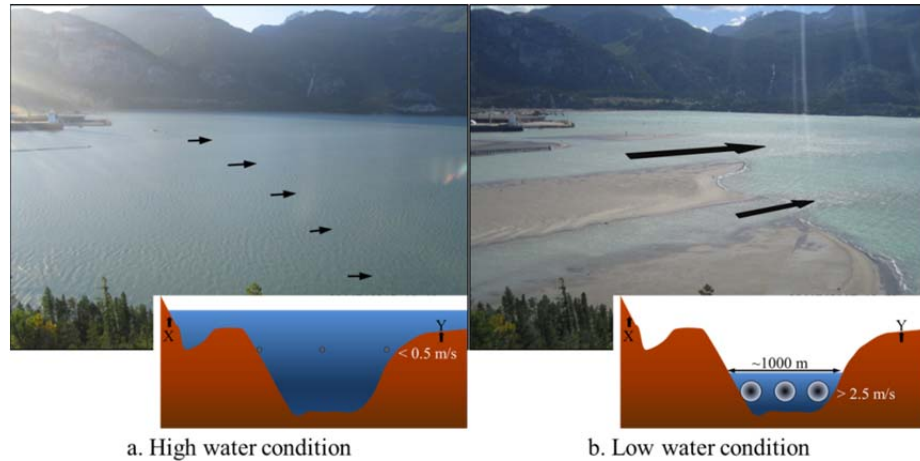 X
Y
< 0.5 m/s
a. High water condition
X
Y
~1000 m
> 2.5 m/s
b. Low water condition